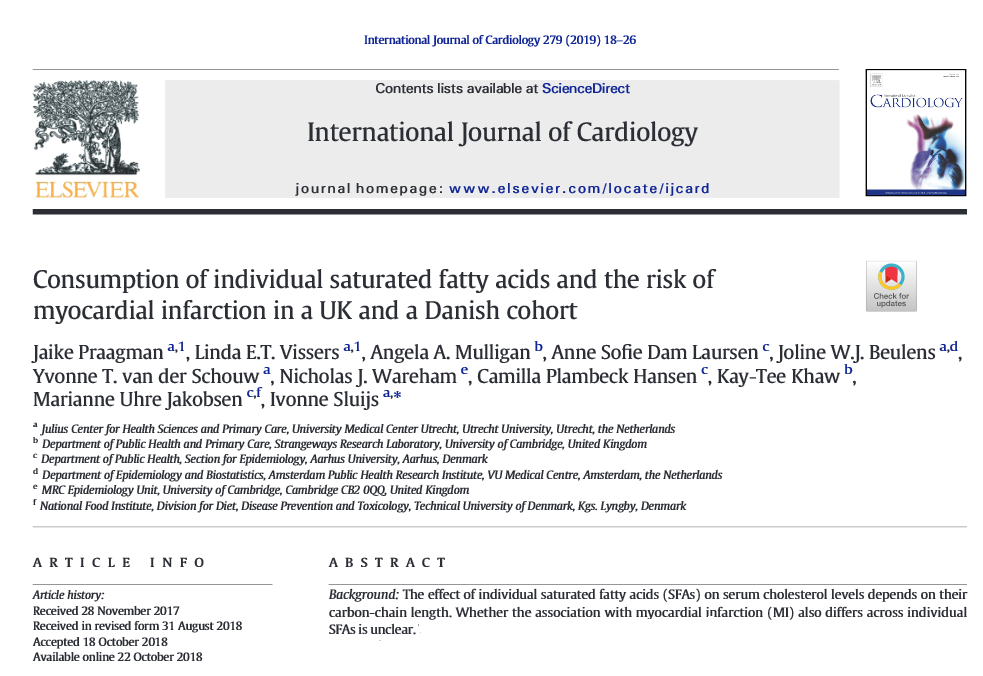 International Journal of Cardiology 279 (2019) 18–26
Contents lists available at ScienceDirect
International Journal of Cardiology
journal homepage: www.elsevier.com/locate/ijcard
ELSEVIER
CARDIOLOGY
Consumption of individual saturated fatty acids and the risk of
myocardial infarction in a UK and a Danish cohort
Check for
updates
Jaike Praagman a,1, Linda E.T. Vissers a,1, Angela A. Mulligan b, Anne Sofie Dam Laursen c, Joline W.J. Beulens a,d,
Yvonne T. van der Schouw a, Nicholas J. Wareham e, Camilla Plambeck Hansen c, Kay-Tee Khaw b,
Marianne Uhre Jakobsen c,f, Ivonne Sluijs a,*
a Julius Center for Health Sciences and Primary Care, University Medical Center Utrecht, Utrecht University, Utrecht, the Netherlands
b Department of Public Health and Primary Care, Strangeways Research Laboratory, University of Cambridge, United Kingdom
c Department of Public Health, Section for Epidemiology, Aarhus University, Aarhus, Denmark
d Department of Epidemiology and Biostatistics, Amsterdam Public Health Research Institute, VU Medical Centre, Amsterdam, the Netherlands
e MRC Epidemiology Unit, University of Cambridge, Cambridge CB2 0QQ, United Kingdom
f National Food Institute, Division for Diet, Disease Prevention and Toxicology, Technical University of Denmark, Kgs. Lyngby, Denmark
ARTICLE INFO
Article history:
Received 28 November 2017
Received in revised form 31 August 2018
Accepted 18 October 2018
Available online 22 October 2018
ABSTRACT
Background: The effect of individual saturated fatty acids (SFAs) on serum cholesterol levels depends on their
carbon-chain length. Whether the association with myocardial infarction (MI) also differs across individual
SFAs is unclear.